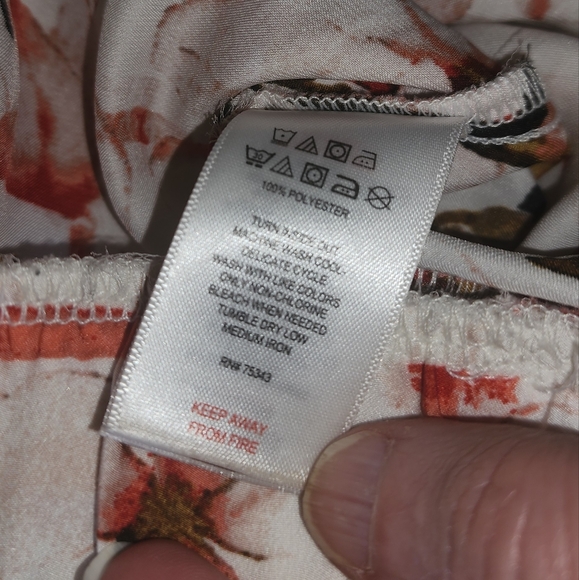 30
100% POLYESTER
TURN INSIDE OUT
MACHINE WASH COOL
DELICATE CYCLE
WASH WITH LIKE COLORS
ONLY NON-CHLORINE
BLEACH WHEN NEEDED
TUMBLE DRY LOW
MEDIUM IRON
RN# 75343
KEEP AWAY
FROM FIRE